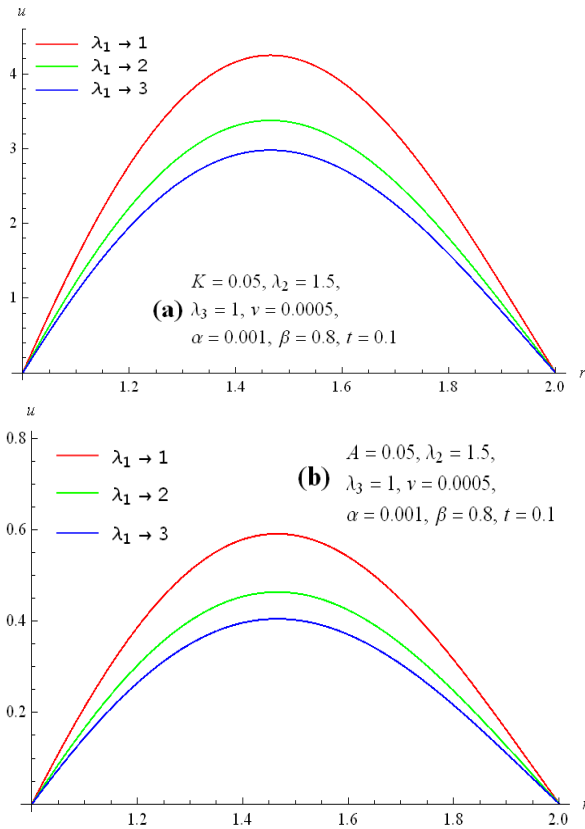 u
λ₁ → 1
λ₁ → 2
λ₁ → 3
4
3
2
1
(a)
K = 0.05, λ₂ = 1.5,
λ₃ = 1, ν = 0.0005,
α = 0.001, β = 0.8, t = 0.1
1.2 1.4 1.6 1.8 2.0 r
u
0.8
0.6
0.4
0.2
λ₁ → 1
λ₁ → 2
λ₁ → 3
(b)
A = 0.05, λ₂ = 1.5,
λ₃ = 1, ν = 0.0005,
α = 0.001, β = 0.8, t = 0.1
1.2 1.4 1.6 1.8 2.0 r